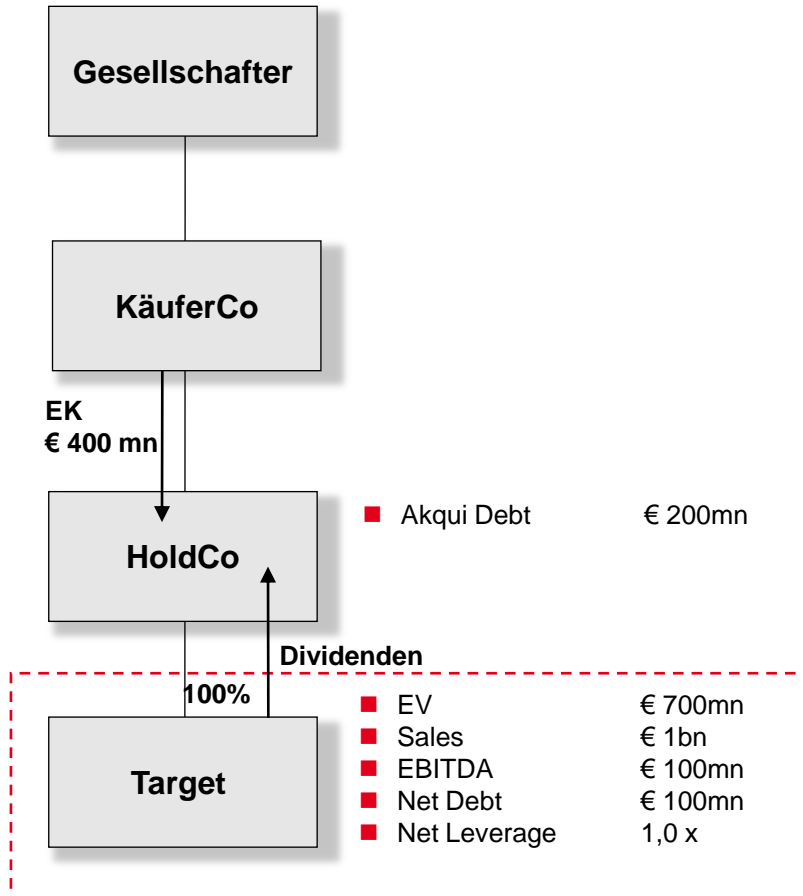 Gesellschafter
KäuferCo
EK
€ 400 mn
HoldCo
Akqui Debt € 200mn
Dividenden
100%
Target
EV € 700mn
Sales € 1bn
EBITDA € 100mn
Net Debt € 100mn
Net Leverage 1,0 x